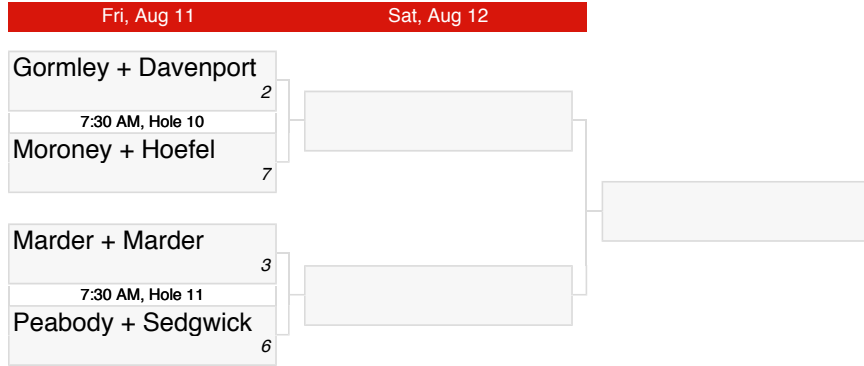 Fri, Aug 11
Sat, Aug 12
Gormley + Davenport
2
7:30 AM, Hole 10
Moroney + Hoefel
7
Marder + Marder
3
7:30 AM, Hole 11
Peabody + Sedgwick
6